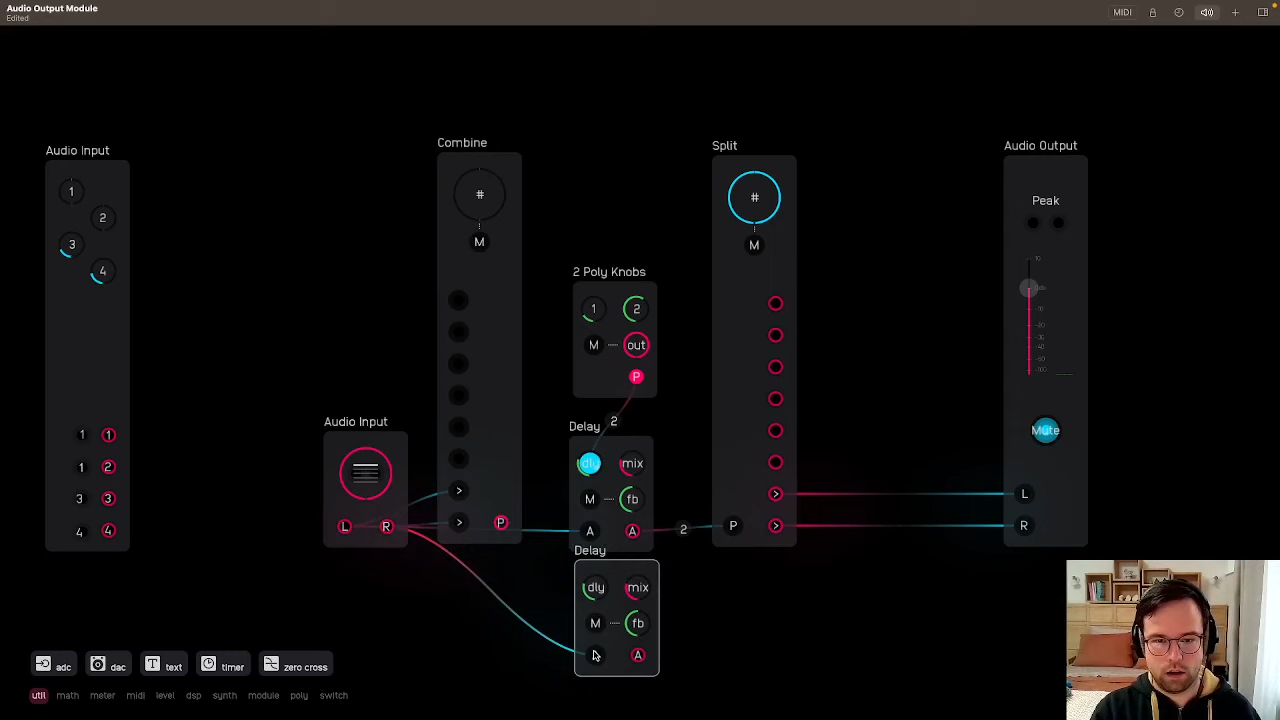 Audio Output Module
Edited
MIDI
Audio Input
1
2
3
4
1 1
1 2
3 3
4 4
Audio Input
L R
Combine
#
M
>
> P
2 Poly Knobs
1 2
M out
P
2
Delay
dly mix
M fb
A A
2
Delay
dly mix
M fb
A
Split
#
M
>
P >
Audio Output
Peak
Mute
L
R
adc
dac
T text
timer
zero cross
util math meter midi level dsp synth module poly switch